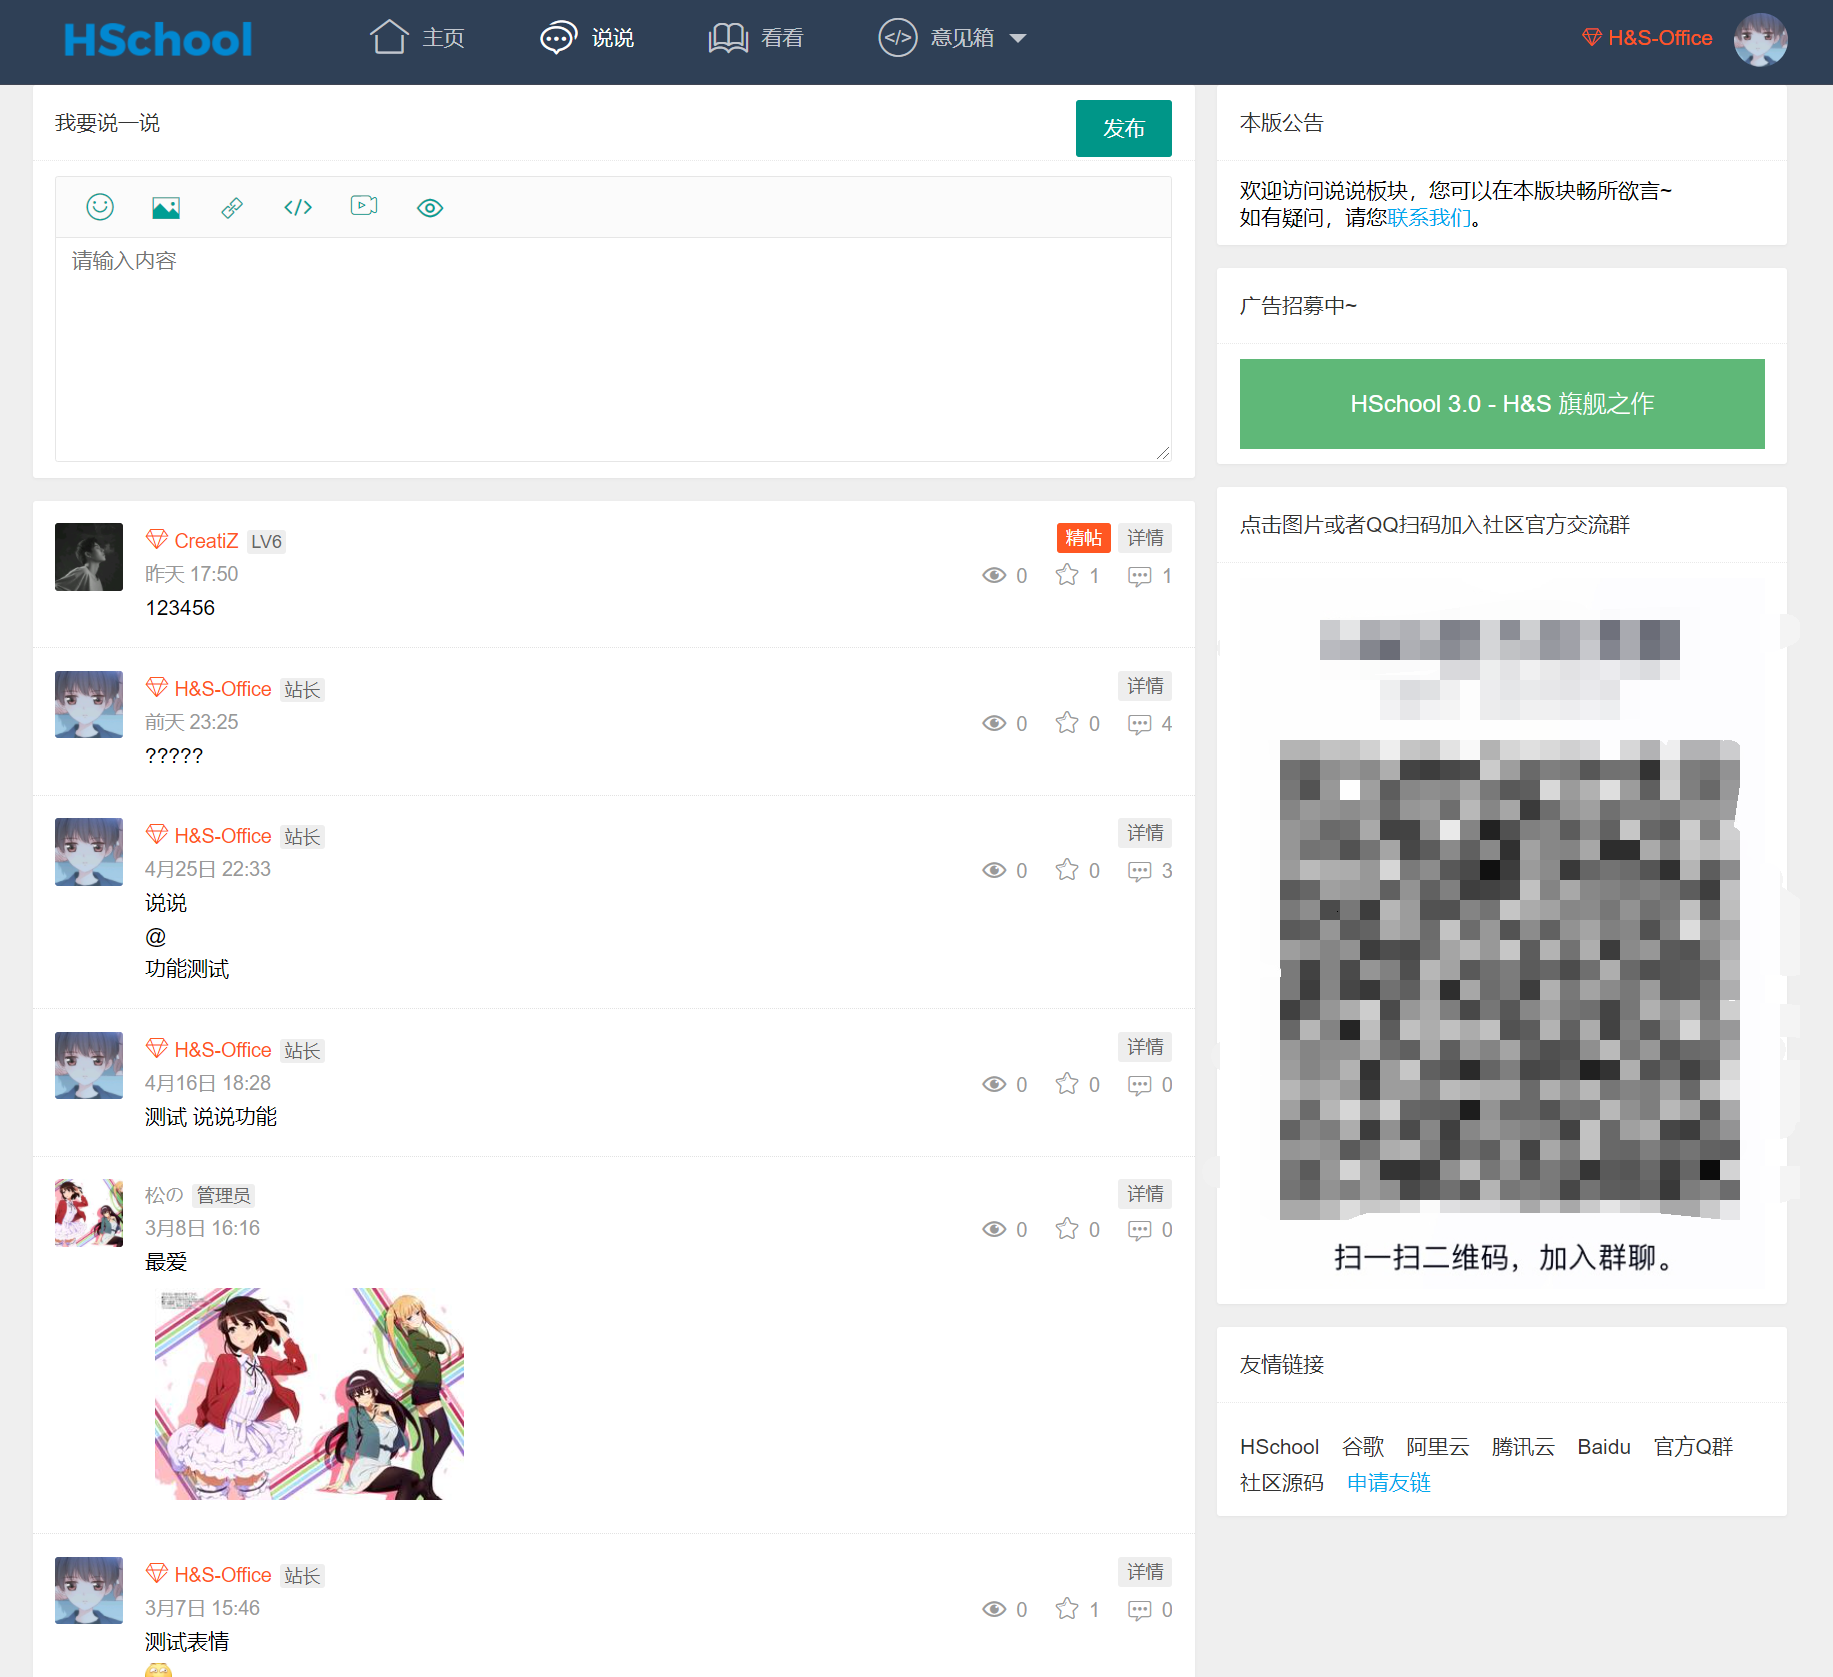 HSchool
主页
说说
看看
意见箱
H&S-Office
我要说一说
发布
请输入内容
CreatiZ LV6
精帖 详情
昨天 17:50
0 1 1
123456
H&S-Office 站长
详情
前天 23:25
0 0 4
?????
H&S-Office 站长
详情
4月25日 22:33
0 0 3
说说
@
功能测试
H&S-Office 站长
详情
4月16日 18:28
0 0 0
测试 说说功能
松の 管理员
详情
3月8日 16:16
0 0 0
最爱
H&S-Office 站长
详情
3月7日 15:46
0 1 0
测试表情
本版公告
欢迎访问说说板块，您可以在本版块畅所欲言~
如有疑问，请您联系我们。
广告招募中~
HSchool 3.0 - H&S 旗舰之作
点击图片或者QQ扫码加入社区官方交流群
扫一扫二维码，加入群聊。
友情链接
HSchool 谷歌 阿里云 腾讯云 Baidu 官方Q群
社区源码 申请友链